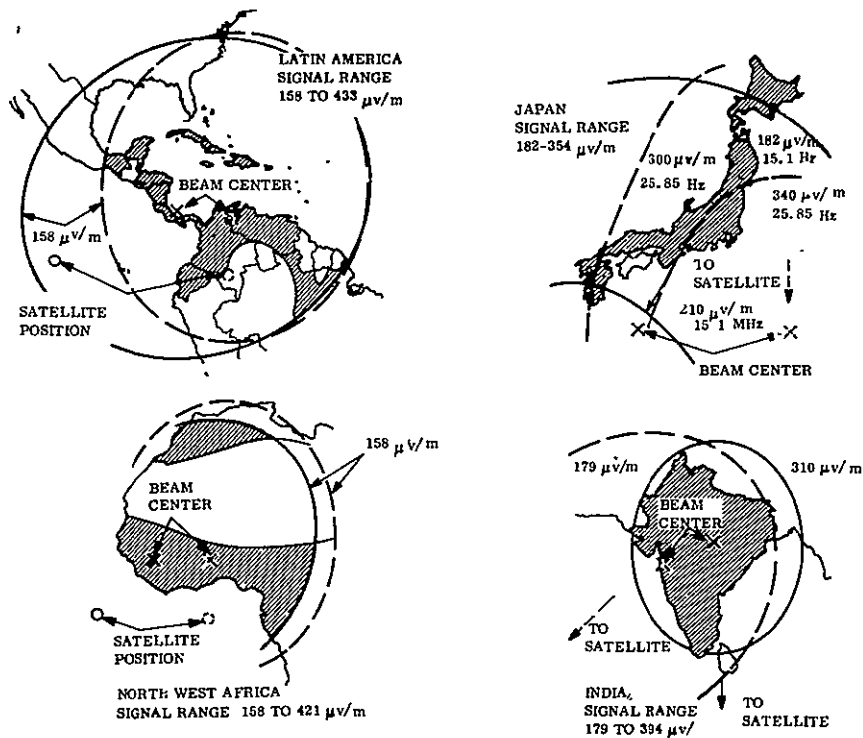 LATIN AMERICA
SIGNAL RANGE
158 TO 433 μv/m
BEAM CENTER
158 μv/m
SATELLITE
POSITION
JAPAN
SIGNAL RANGE
182-354 μv/m
300 μv/m
25.85 Hz
182 μv/m
15.1 Hr
340 μv/m
25.85 Hz
TO
SATELLITE
210 μv/m
15 1 MHz
BEAM CENTER
158 μv/m
BEAM
CENTER
SATELLITE
POSITION
NORTH WEST AFRICA
SIGNAL RANGE 158 TO 421 μv/m
179 μv/m
310 μv/m
BEAM
CENTER
TO
SATELLITE
INDIA,
SIGNAL RANGE
179 TO 394 μv/
TO
SATELLITE